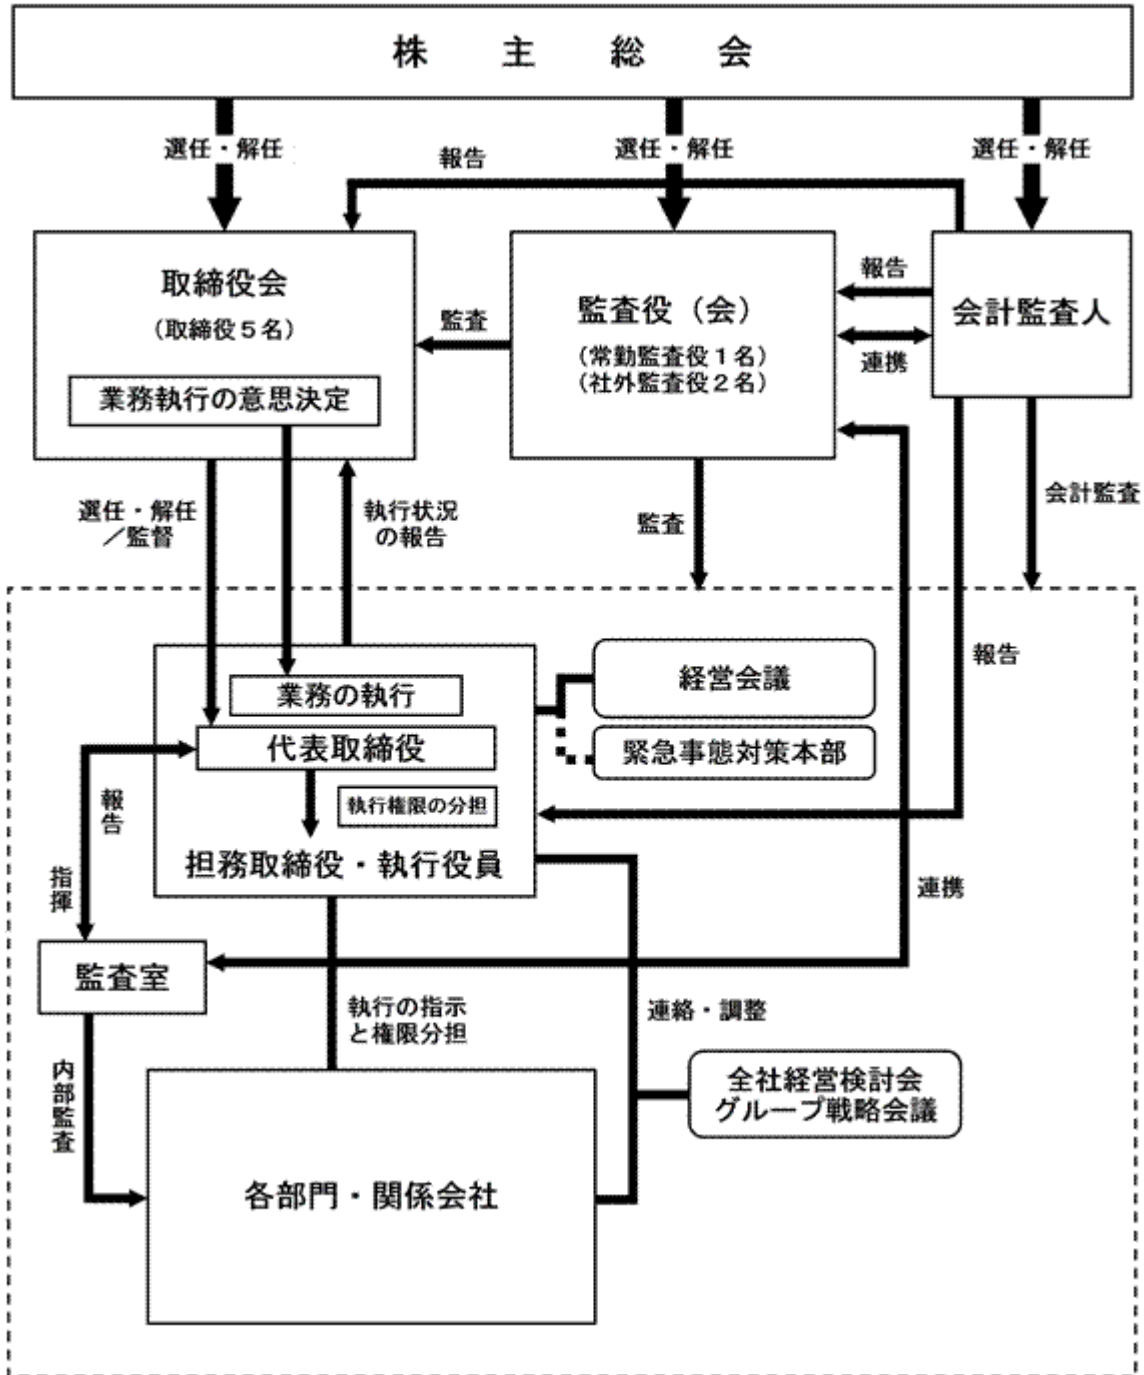 株主総会
選任・解任
選任・解任
選任・解任
報告
取締役会
(取締役5名)
業務執行の意思決定
監査
監査役(会)
(常勤監査役1名)
(社外監査役2名)
報告
連携
会計監査人
選任・解任
/監督
執行状況
の報告
監査
会計監査
報告
業務の執行
代表取締役
執行権限の分担
担務取締役・執行役員
経営会議
緊急事態対策本部
報告
指揮
連携
監査室
執行の指示
と権限分担
連絡・調整
内部監査
全社経営検討会
グループ戦略会議
各部門・関係会社